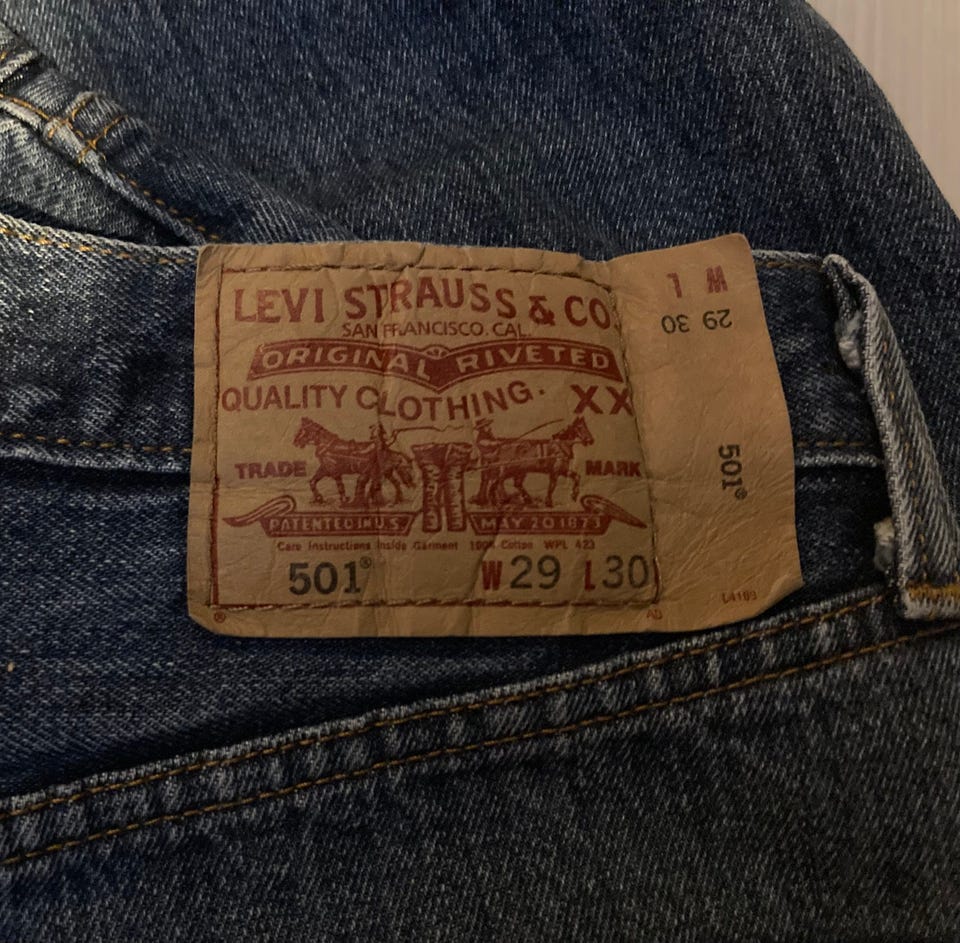 LEVI STRAUSS & CO.
SAN FRANCISCO. CAL.
ORIGINAL RIVETED
QUALITY CLOTHING. XX
TRADE MARK
PATENTED IN U.S. MAY 20 1873
Care Instructions Inside Garment 100% Cotton WPL 423
501® W29 L30
®
W L
29 30
501®